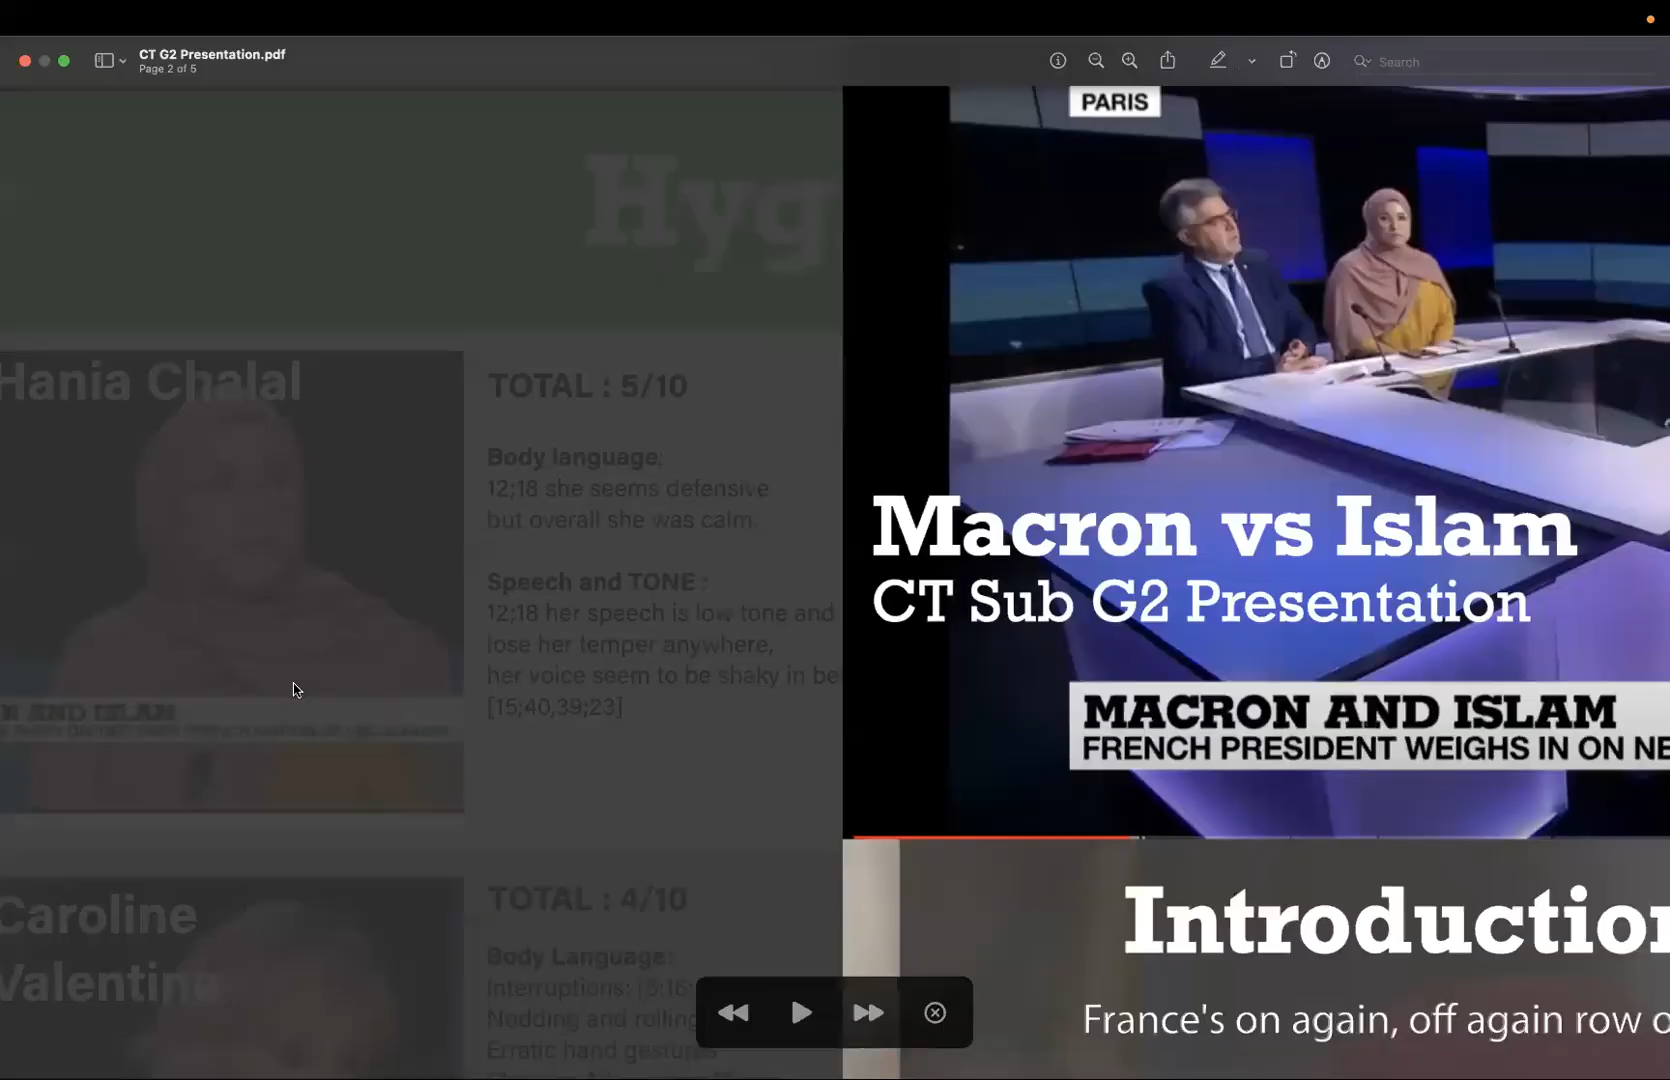 CT G2 Presentation.pdf
Page 2 of 5
Search
Hyg
Hania Chalal
TOTAL : 5/10
Body language:
12;18 she seems defensive
but overall she was calm.
Speech and TONE :
12;18 her speech is low tone and
lose her temper anywhere,
her voice seem to be shaky in be
[15;40,39;23]
AND ISLAM
Caroline
Valentine
TOTAL : 4/10
Body Language:
Interruptions:
Nodding and rolling
Erratic hand gestures
PARIS
Macron vs Islam
CT Sub G2 Presentation
MACRON AND ISLAM
FRENCH PRESIDENT WEIGHS IN ON NE
Introduction
France's on again, off again row o